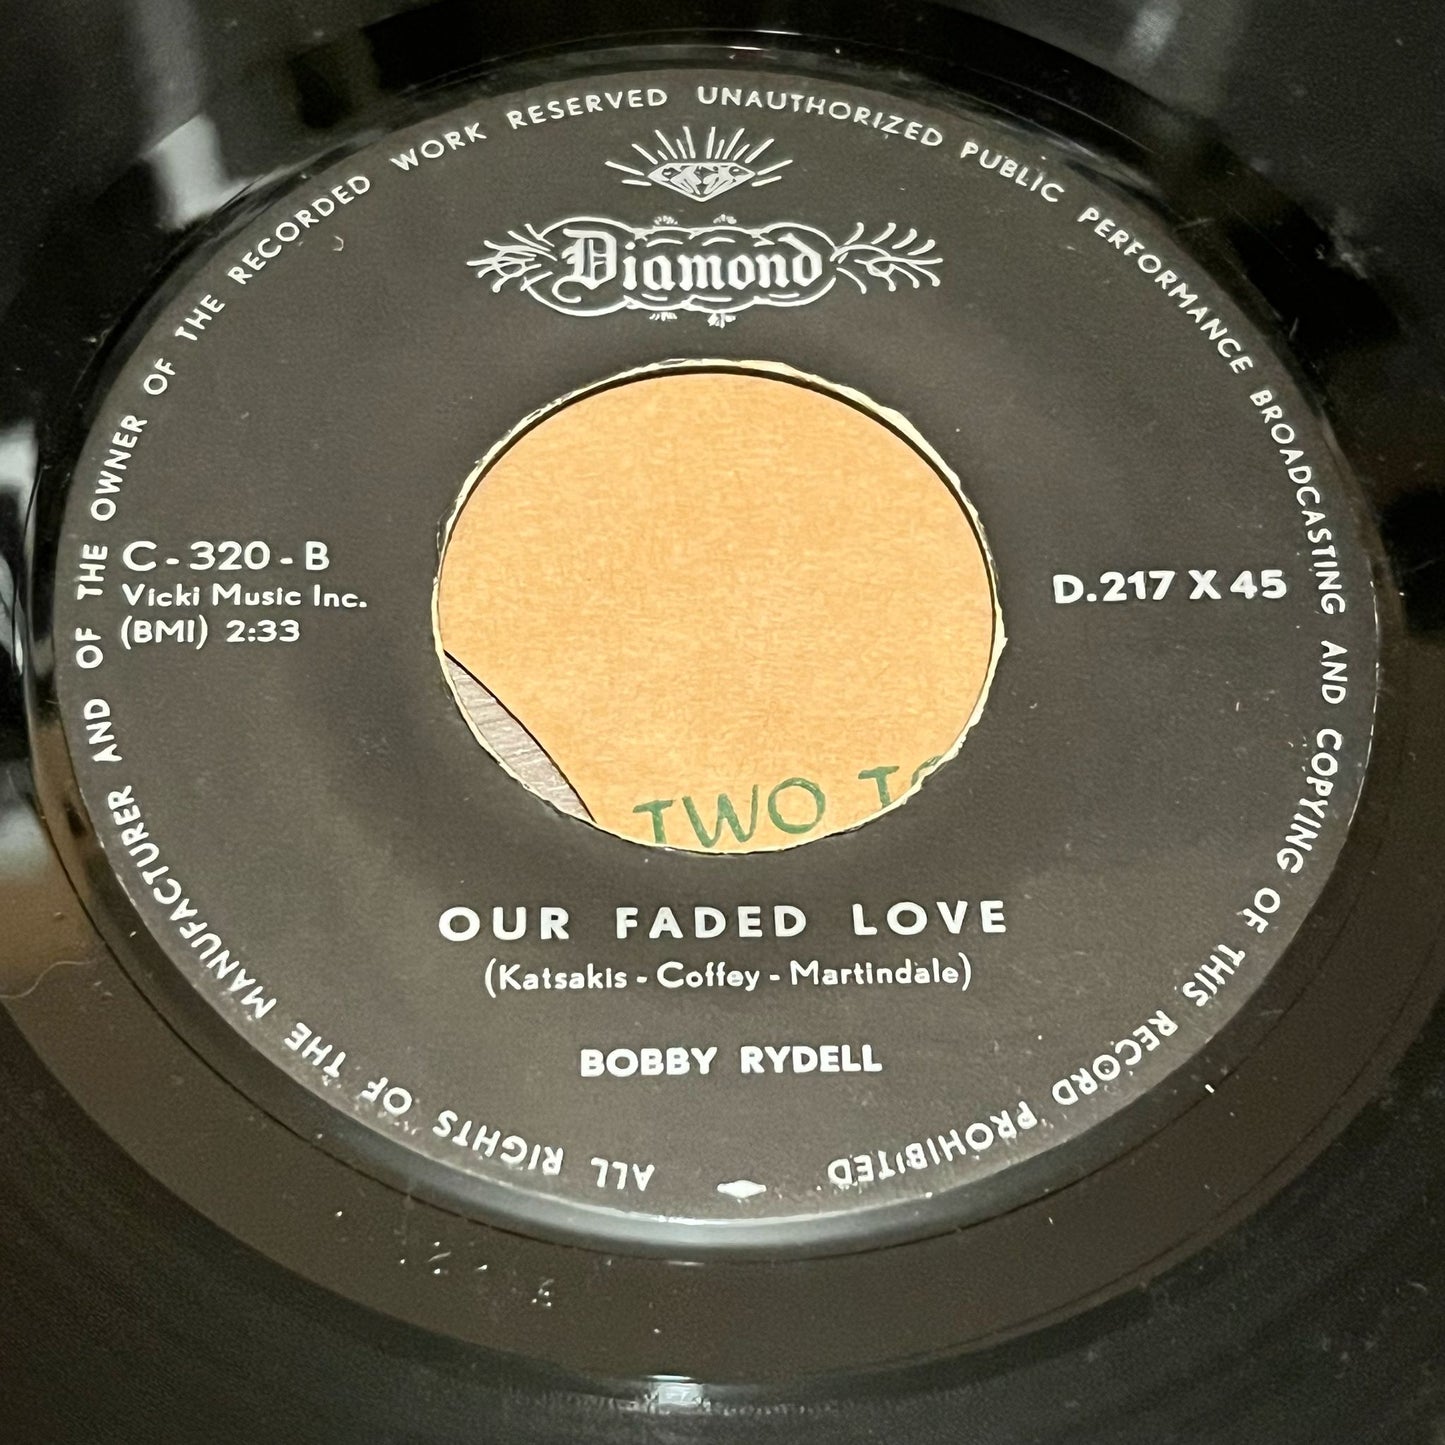 ALL RIGHTS OF THE MANUFACTURER AND OF THE OWNER OF THE RECORDED WORK RESERVED UNAUTHORIZED PUBLIC PERFORMANCE BROADCASTING AND COPYING OF THIS RECORD PROHIBITED
Diamond
C-320-B
Vicki Music Inc.
(BMI) 2:33
D.217 X 45
TWO
OUR FADED LOVE
(Katsakis - Coffey - Martindale)
BOBBY RYDELL